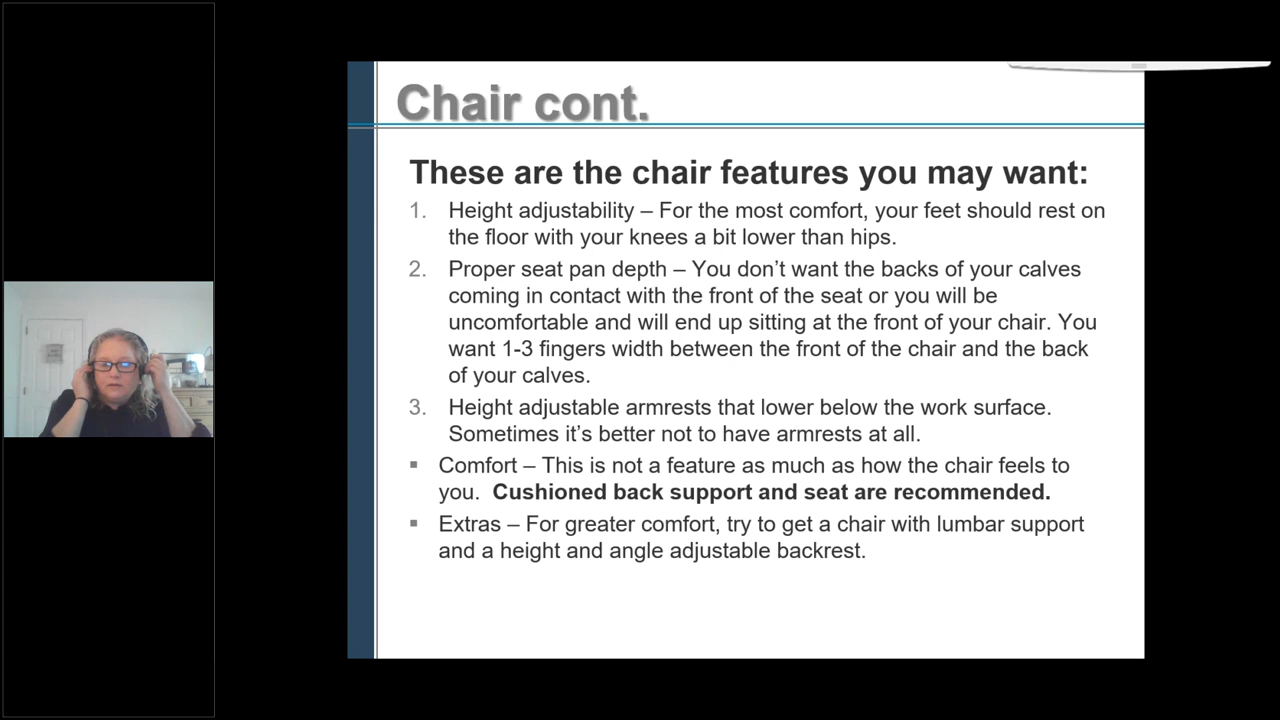 Chair cont.
These are the chair features you may want:
1. Height adjustability – For the most comfort, your feet should rest on
the floor with your knees a bit lower than hips.
2. Proper seat pan depth – You don’t want the backs of your calves
coming in contact with the front of the seat or you will be
uncomfortable and will end up sitting at the front of your chair. You
want 1-3 fingers width between the front of the chair and the back
of your calves.
3. Height adjustable armrests that lower below the work surface.
Sometimes it’s better not to have armrests at all.
▪ Comfort – This is not a feature as much as how the chair feels to
you. Cushioned back support and seat are recommended.
▪ Extras – For greater comfort, try to get a chair with lumbar support
and a height and angle adjustable backrest.